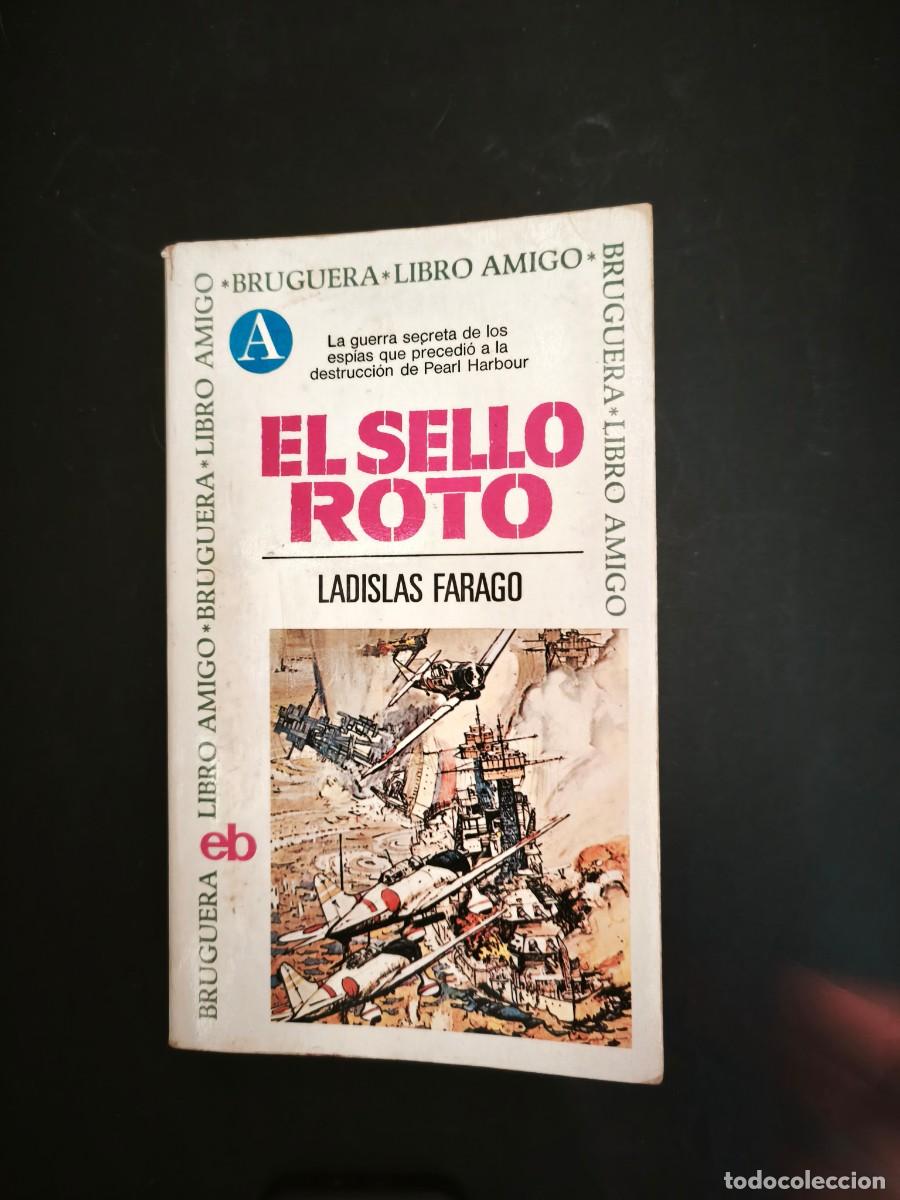 *BRUGUERA*LIBRO AMIGO*
BRUGUERA*LIBRO AMIGO
BRUGUERA LIBRO AMIGO*BRUGUERA*LIBRO AMIGO
A
La guerra secreta de los
espías que precedió a la
destrucción de Pearl Harbour
EL SELLO
ROTO
LADISLAS FARAGO
eb
todocoleccion